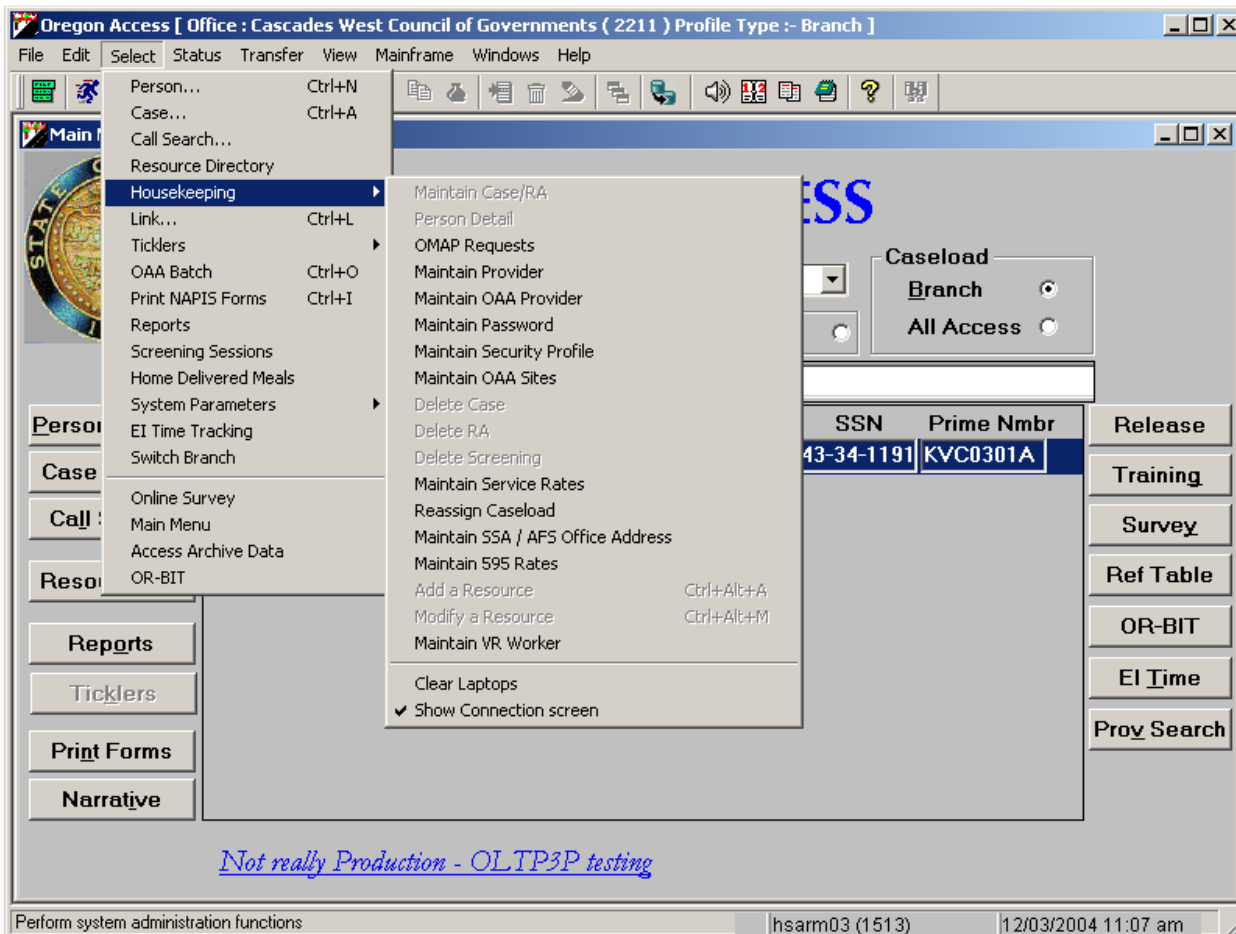 Oregon Access [ Office : Cascades West Council of Governments ( 2211 ) Profile Type :- Branch ]
File Edit Select Status Transfer View Mainframe Windows Help
Person... Ctrl+N
Case... Ctrl+A
Call Search...
Resource Directory
Housekeeping
Link... Ctrl+L
Ticklers
OAA Batch Ctrl+O
Print NAPIS Forms Ctrl+I
Reports
Screening Sessions
Home Delivered Meals
System Parameters
EI Time Tracking
Switch Branch
Online Survey
Main Menu
Access Archive Data
OR-BIT
Maintain Case/RA
Person Detail
OMAP Requests
Maintain Provider
Maintain OAA Provider
Maintain Password
Maintain Security Profile
Maintain OAA Sites
Delete Case
Delete RA
Delete Screening
Maintain Service Rates
Reassign Caseload
Maintain SSA / AFS Office Address
Maintain 595 Rates
Add a Resource Ctrl+Alt+A
Modify a Resource Ctrl+Alt+M
Maintain VR Worker
Clear Laptops
Show Connection screen
Main
STATE
ESS
Caseload
Branch
All Access
SSN Prime Nmbr
43-34-1191 KVC0301A
Person
Case
Call
Resou
Reports
Ticklers
Print Forms
Narrative
Release
Training
Survey
Ref Table
OR-BIT
EI Time
Prov Search
Not really Production - OLTP3P testing
Perform system administration functions hsarm03 (1513) 12/03/2004 11:07 am